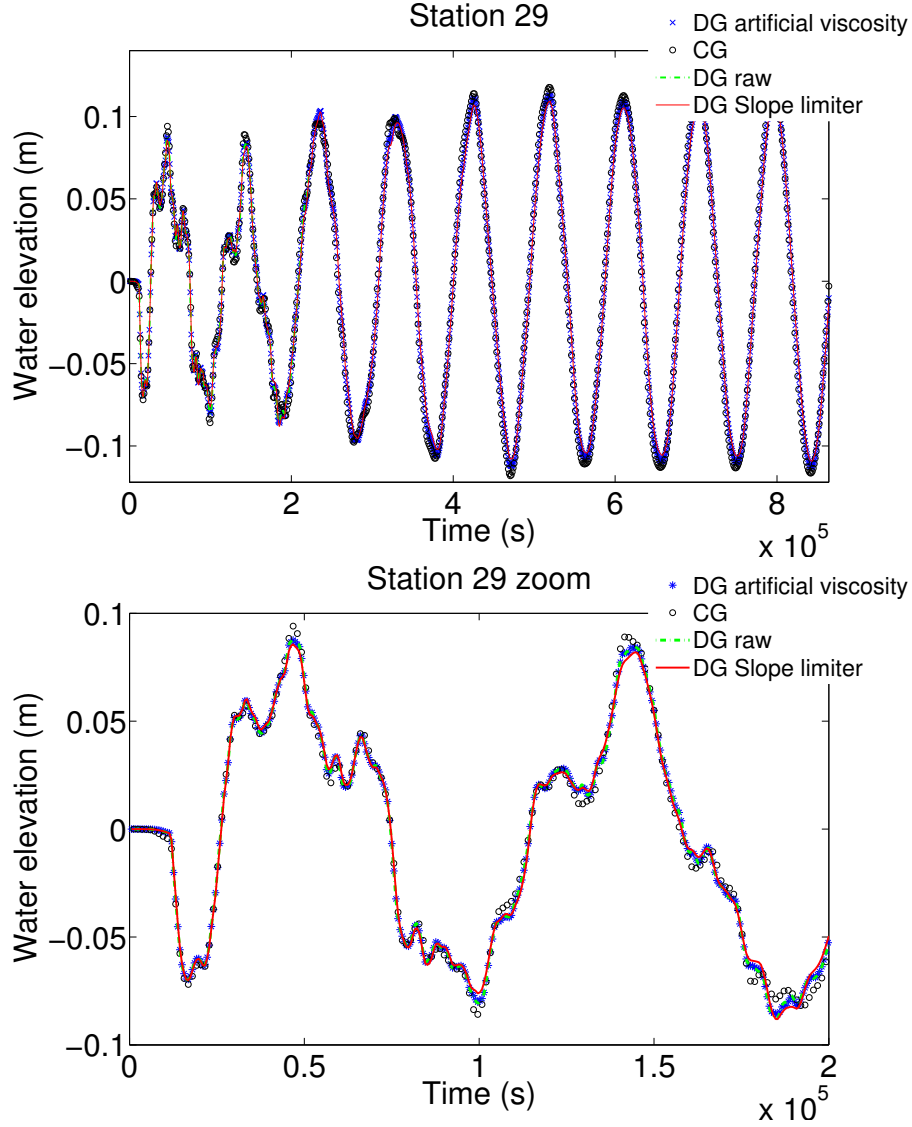 Station 29
DG artificial viscosity
CG
DG raw
DG Slope limiter
Water elevation (m)
0.1
0.05
0
−0.05
−0.1
0 2 4 6 8
Time (s)
x 10^5
Station 29 zoom
DG artificial viscosity
CG
DG raw
DG Slope limiter
Water elevation (m)
0.1
0.05
0
−0.05
−0.1
0 0.5 1 1.5 2
Time (s)
x 10^5